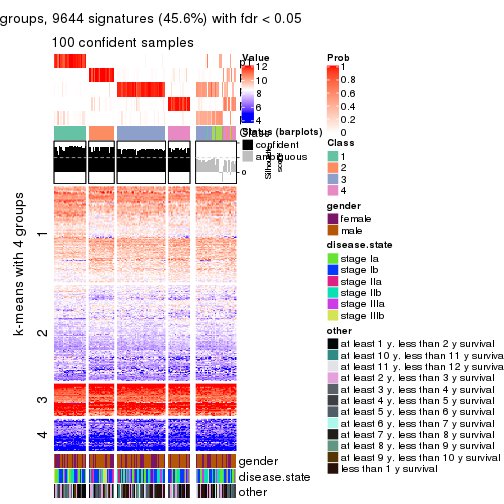 groups, 9644 signatures (45.6%) with fdr < 0.05
100 confident samples
Value
12
10
8
6
4
Status (barplots)
confident
ambiguous
Silhouette
score
0
Class
k-means with 4 groups
1
2
3
4
gender
disease.state
other
Prob
1
0.8
0.6
0.4
0.2
0
Class
1
2
3
4
gender
female
male
disease.state
stage Ia
stage Ib
stage IIa
stage IIb
stage IIIa
stage IIIb
other
at least 1 y. less than 2 y survival
at least 10 y. less than 11 y survival
at least 11 y. less than 12 y survival
at least 2 y. less than 3 y survival
at least 3 y. less than 4 y survival
at least 4 y. less than 5 y survival
at least 5 y. less than 6 y survival
at least 6 y. less than 7 y survival
at least 7 y. less than 8 y survival
at least 8 y. less than 9 y survival
at least 9 y. less than 10 y survival
less than 1 y survival